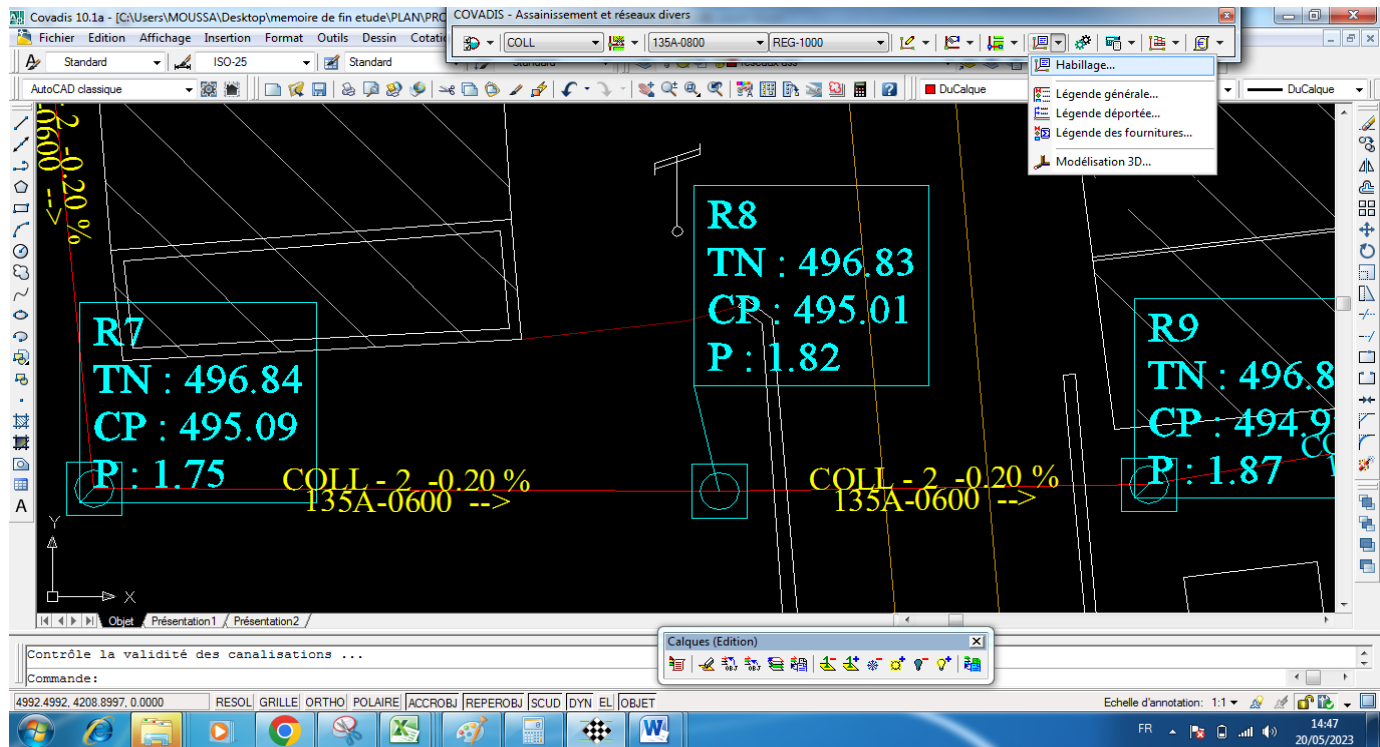 Covadis 10.1a - [C:\Users\MOUSSA\Desktop\memoire de fin etude\PLAN\PRO
COVADIS - Assainissement et réseaux divers
Fichier Edition Affichage Insertion Format Outils Dessin Cotati
COLL 135A-0800 REG-1000
Standard ISO-25 Standard
AutoCAD classique DuCalque DuCalque
Habillage...
Légende générale...
Légende déportée...
Légende des fournitures...
Modélisation 3D...
2 -0.20 %
0600 -->
R8
TN : 496.83
CP : 495.01
P : 1.82
R7
TN : 496.84
CP : 495.09
P : 1.75
R9
TN : 496.8
CP : 494.9
P : 1.87
COLL - 2 -0.20 %
135A-0600 -->
COLL - 2 -0.20 %
135A-0600 -->
CO
Y
X
Objet Présentation1 Présentation2
Calques (Edition)
Contrôle la validité des canalisations ...
Commande:
4992.4992, 4208.8997, 0.0000 RESOL GRILLE ORTHO POLAIRE ACCROBJ REPEROBJ SCUD DYN EL OBJET Echelle d'annotation: 1:1
FR 14:47
20/05/2023